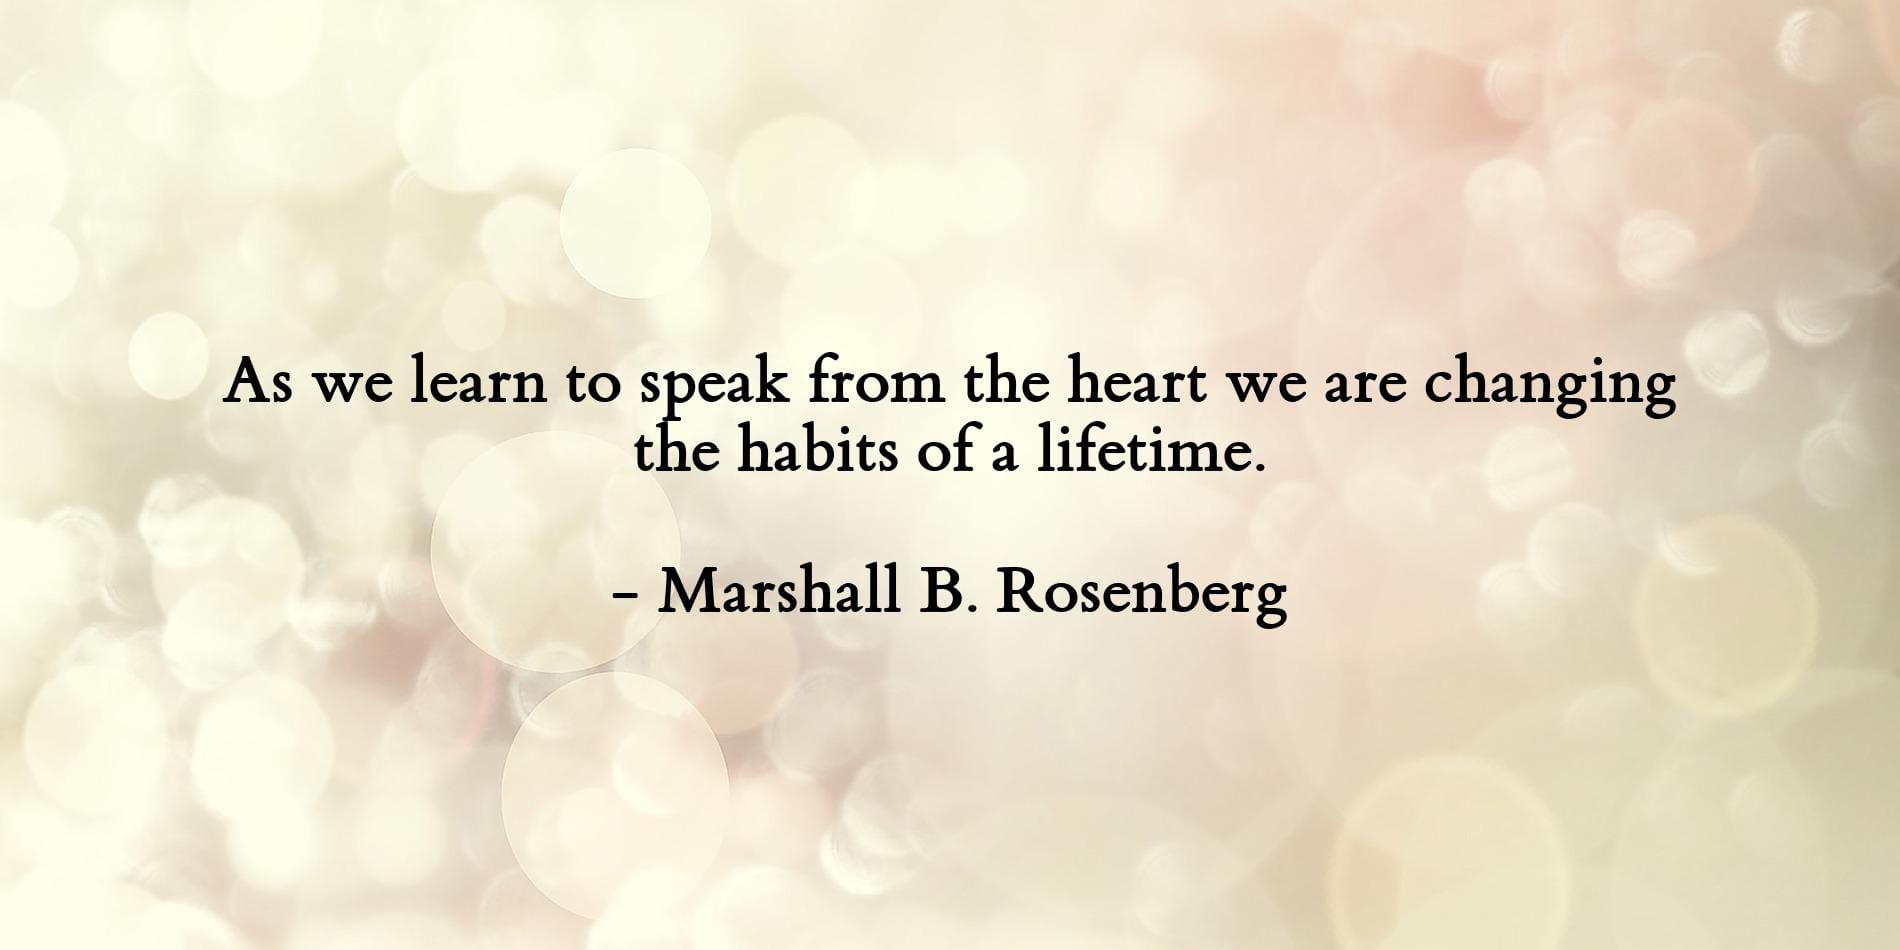 As we learn to speak from the heart we are changing
the habits of a lifetime.
– Marshall B. Rosenberg